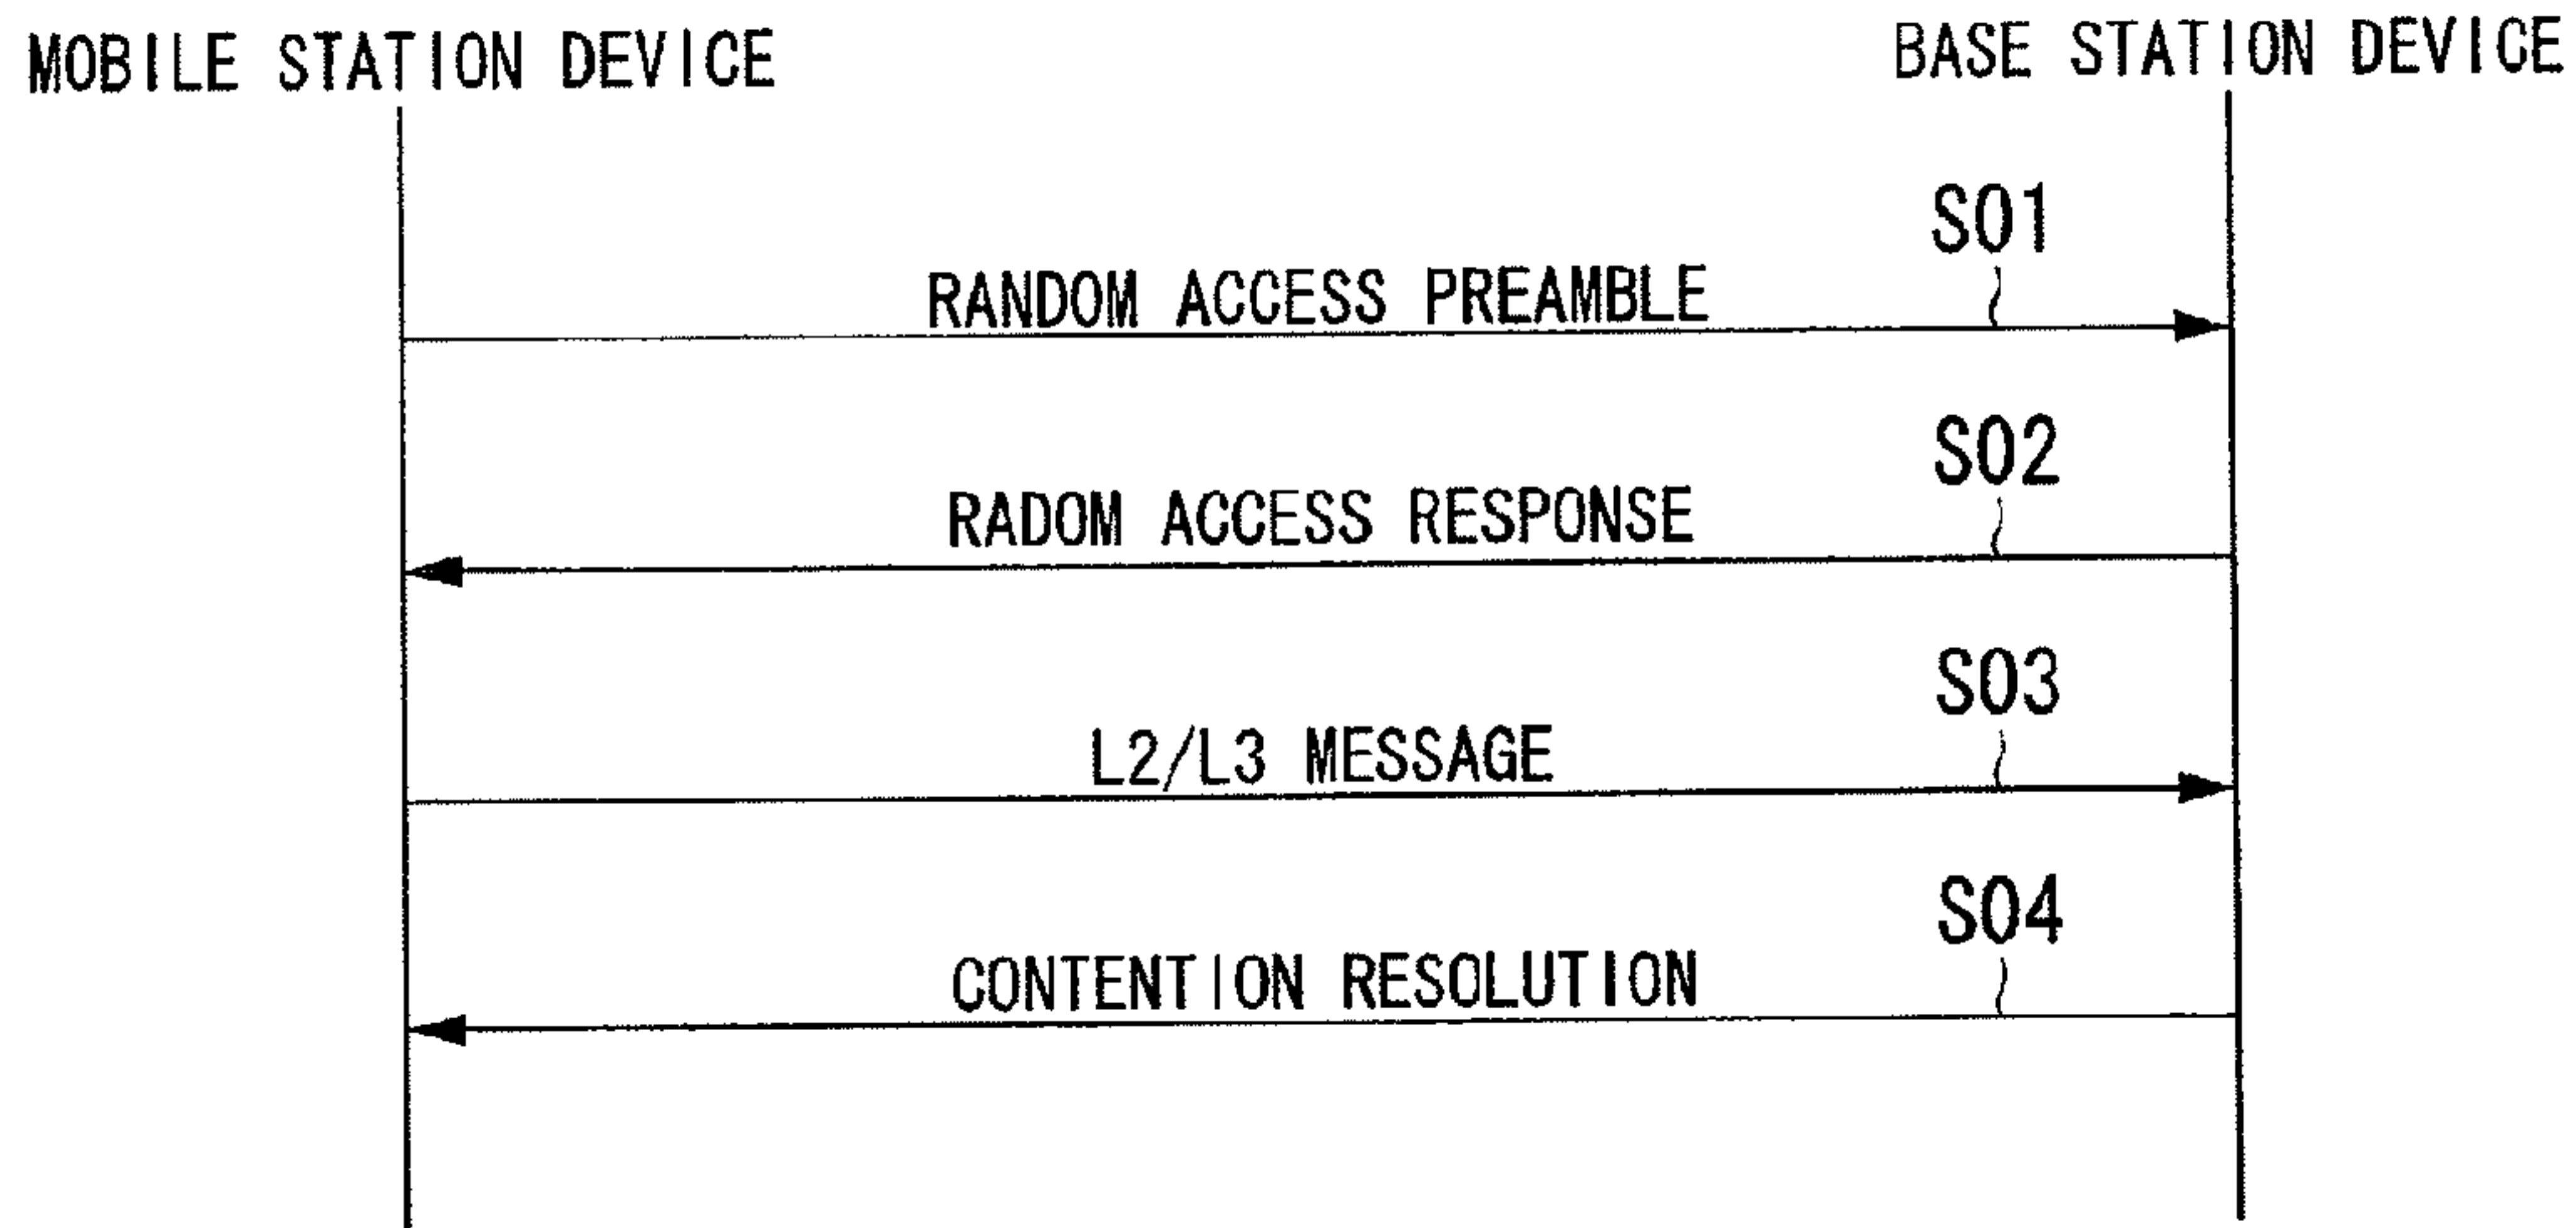 MOBILE STATION DEVICE
BASE STATION DEVICE
S01
RANDOM ACCESS PREAMBLE
S02
RADOM ACCESS RESPONSE
S03
L2/L3 MESSAGE
S04
CONTENTION RESOLUTION